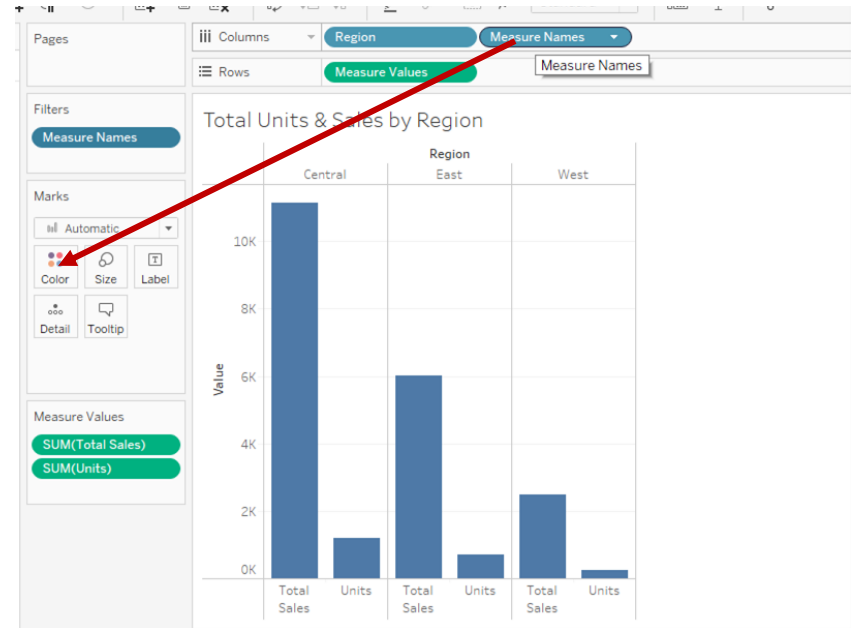 Pages
Columns
Region
Measure Names
Rows
Measure Values
Measure Names
Filters
Measure Names
Total Units & Sales by Region
Region
Central
East
West
Marks
Automatic
Color
Size
Label
Detail
Tooltip
10K
8K
6K
4K
2K
0K
Value
Measure Values
SUM(Total Sales)
SUM(Units)
Total
Sales
Units
Total
Sales
Units
Total
Sales
Units